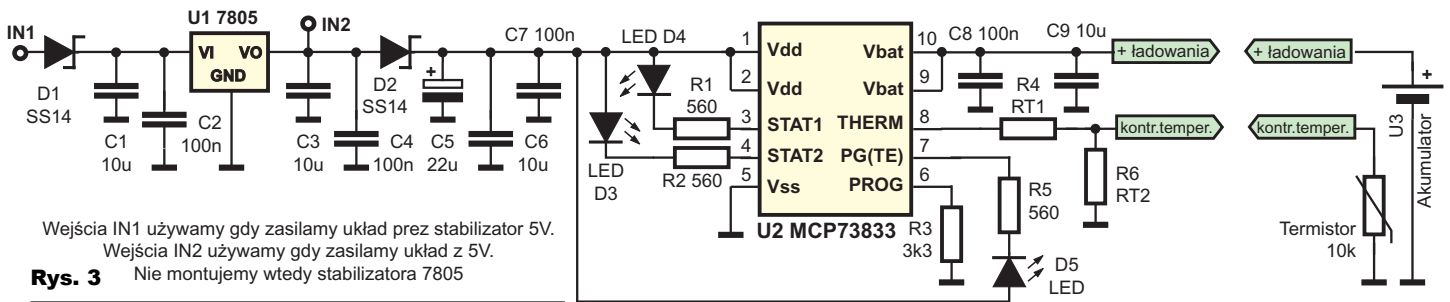 IN1
D1
SS14
C1
10u
C2
100n
U1 7805
VI
VO
GND
IN2
C3
10u
C4
100n
D2
SS14
+
C5
22u
C7 100n
C6
10u
LED D4
LED
D3
R1
560
R2 560
1
2
3
4
5
Vdd
Vdd
STAT1
STAT2
Vss
Vbat
Vbat
THERM
PG(TE)
PROG
10
9
8
7
6
U2 MCP73833
C8 100n
C9 10u
R4
RT1
R6
RT2
R3
3k3
R5
560
D5
LED
+ ładowania
+ ładowania
kontr.temper.
kontr.temper.
Termistor
10k
+
U3
Akumulator
Wejścia IN1 używamy gdy zasilamy układ prez stabilizator 5V.
Wejścia IN2 używamy gdy zasilamy układ z 5V.
Rys. 3 Nie montujemy wtedy stabilizatora 7805